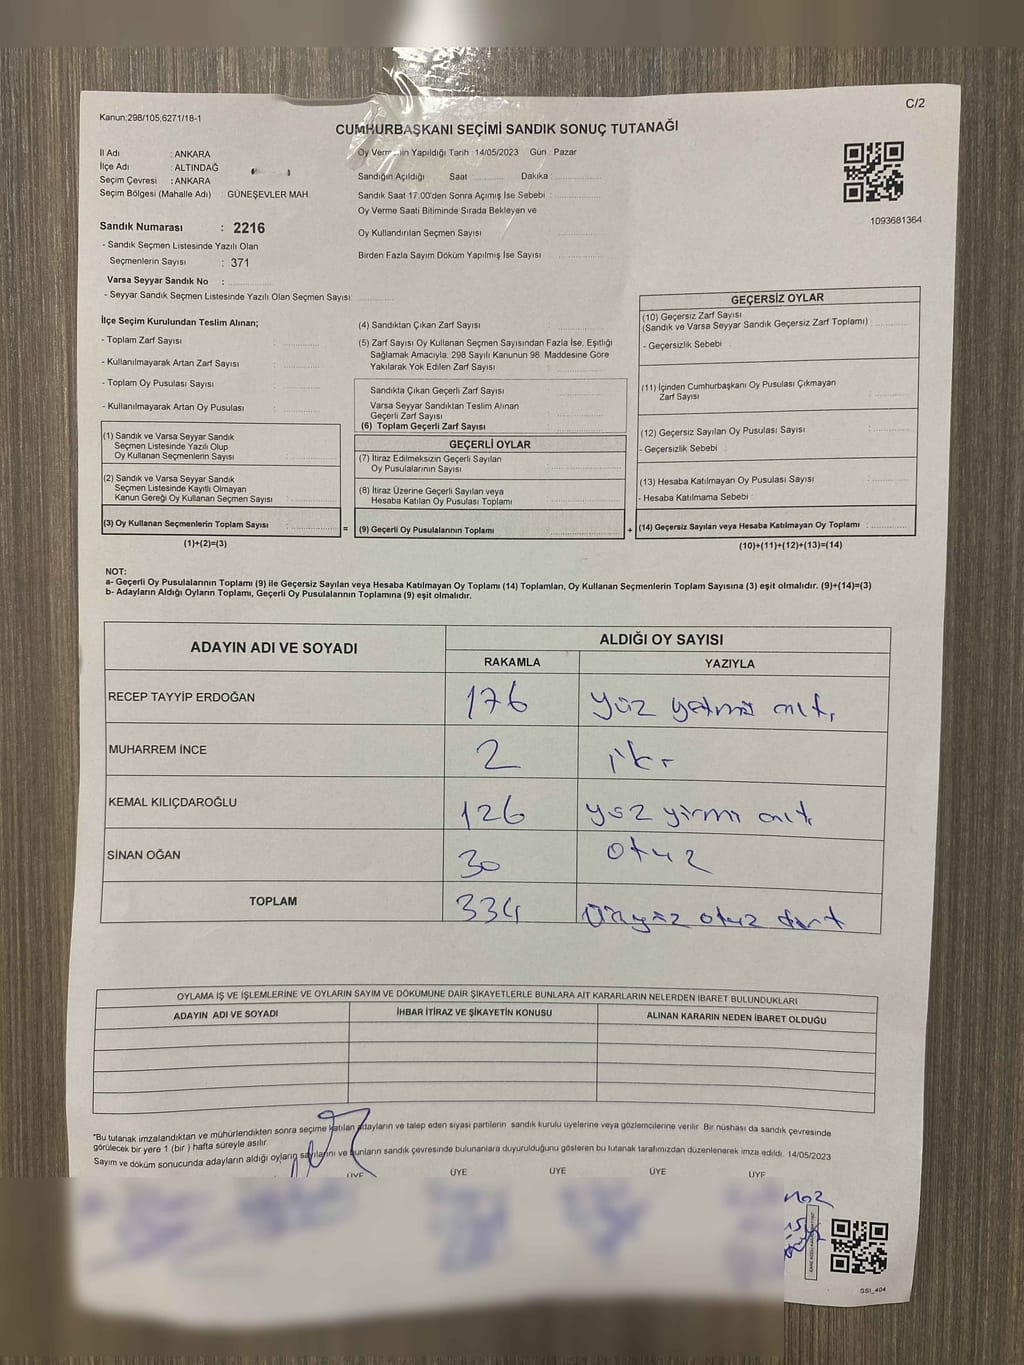 C/2
Kanun;298/105;6271/18-1
CUMHURBAŞKANI SEÇİMİ SANDIK SONUÇ TUTANAĞI
İl Adı : ANKARA
İlçe Adı : ALTINDAĞ
Seçim Çevresi : ANKARA
Seçim Bölgesi (Mahalle Adı) GÜNEŞEVLER MAH.
Sandık Numarası : 2216
- Sandık Seçmen Listesinde Yazılı Olan
Seçmenlerin Sayısı : 371
Varsa Seyyar Sandık No :
- Seyyar Sandık Seçmen Listesinde Yazılı Olan Seçmen Sayısı:
Oy Yapıldığı Tarih :14/05/2023 Gün : Pazar
Sandığın Açıldığı Saat Dakika
Sandık Saat 17:00'den Sonra Açımış İse Sebebi :
Oy Verme Saati Bitiminde Sırada Bekleyen ve
Oy Kullandırılan Seçmen Sayısı
Birden Fazla Sayım Döküm Yapılmış İse Sayısı
1093681364
İlçe Seçim Kurulundan Teslim Alınan;
- Toplam Zarf Sayısı
- Kullanılmayarak Artan Zarf Sayısı
- Toplam Oy Pusulası Sayısı
- Kullanılmayarak Artan Oy Pusulası
(1) Sandık ve Varsa Seyyar Sandık
Seçmen Listesinde Yazılı Olup
Oy Kullanan Seçmenlerin Sayısı
(2) Sandık ve Varsa Seyyar Sandık
Seçmen Listesinde Kayıtlı Olmayan
Kanun Gereği Oy Kullanan Seçmen Sayısı
(3) Oy Kullanan Seçmenlerin Toplam Sayısı =
(1)+(2)=(3)
(4) Sandıktan Çıkan Zarf Sayısı
(5) Zarf Sayısı Oy Kullanan Seçmen Sayısından Fazla İse, Eşitliği
Sağlamak Amacıyla, 298 Sayılı Kanunun 98. Maddesine Göre
Yakılarak Yok Edilen Zarf Sayısı
Sandıkta Çıkan Geçerli Zarf Sayısı
Varsa Seyyar Sandıktan Teslim Alınan
Geçerli Zarf Sayısı
(6) Toplam Geçerli Zarf Sayısı
GEÇERLİ OYLAR
(7) İtiraz Edilmeksizin Geçerli Sayılan
Oy Pusulalarının Sayısı
(8) İtiraz Üzerine Geçerli Sayılan veya
Hesaba Katılan Oy Pusulası Toplamı
(9) Geçerli Oy Pusulalarının Toplamı +
GEÇERSİZ OYLAR
(10) Geçersiz Zarf Sayısı
(Sandık ve Varsa Seyyar Sandık Geçersiz Zarf Toplamı)
- Geçersizlik Sebebi
(11) İçinden Cumhurbaşkanı Oy Pusulası Çıkmayan
Zarf Sayısı
(12) Geçersiz Sayılan Oy Pusulası Sayısı
- Geçersizlik Sebebi
(13) Hesaba Katılmayan Oy Pusulası Sayısı
- Hesaba Katılmama Sebebi
(14) Geçersiz Sayılan veya Hesaba Katılmayan Oy Toplamı
(10)+(11)+(12)+(13)=(14)
NOT:
a- Geçerli Oy Pusulalarının Toplamı (9) ile Geçersiz Sayılan veya Hesaba Katılmayan Oy Toplamı (14) Toplamları, Oy Kullanan Seçmenlerin Toplam Sayısına (3) eşit olmalıdır. (9)+(14)=(3)
b- Adayların Aldığı Oyların Toplamı, Geçerli Oy Pusulalarının Toplamına (9) eşit olmalıdır.
ADAYIN ADI VE SOYADI ALDIĞI OY SAYISI
RAKAMLA YAZIYLA
RECEP TAYYİP ERDOĞAN 176 yüz yetmiş altı
MUHARREM İNCE 2 iki
KEMAL KILIÇDAROĞLU 126 yüz yirmi altı
SİNAN OĞAN 30 otuz
TOPLAM 334 Üçyüz otuz dört
OYLAMA İŞ VE İŞLEMLERİNE VE OYLARIN SAYIM VE DÖKÜMÜNE DAİR ŞİKAYETLERLE BUNLARA AİT KARARLARIN NELERDEN İBARET BULUNDUKLARI
ADAYIN ADI VE SOYADI İHBAR İTİRAZ VE ŞİKAYETİN KONUSU ALINAN KARARIN NEDEN İBARET OLDUĞU
*Bu tutanak imzalandıktan ve mühürlendikten sonra seçime katılan adayların ve talep eden siyasi partilerin sandık kurulu üyelerine veya gözlemcilerine verilir. Bir nüshası da sandık çevresinde
görülecek bir yere 1 (bir ) hafta süreyle asılır.
Sayım ve döküm sonucunda adayların aldığı oyların sayılarını ve bunların sandık çevresinde bulunanlara duyurulduğunu gösteren bu tutanak tarafımızdan düzenlenerek imza edildi. 14/05/2023
ÜYE ÜYE ÜYE ÜYE ÜYE
SSI_404